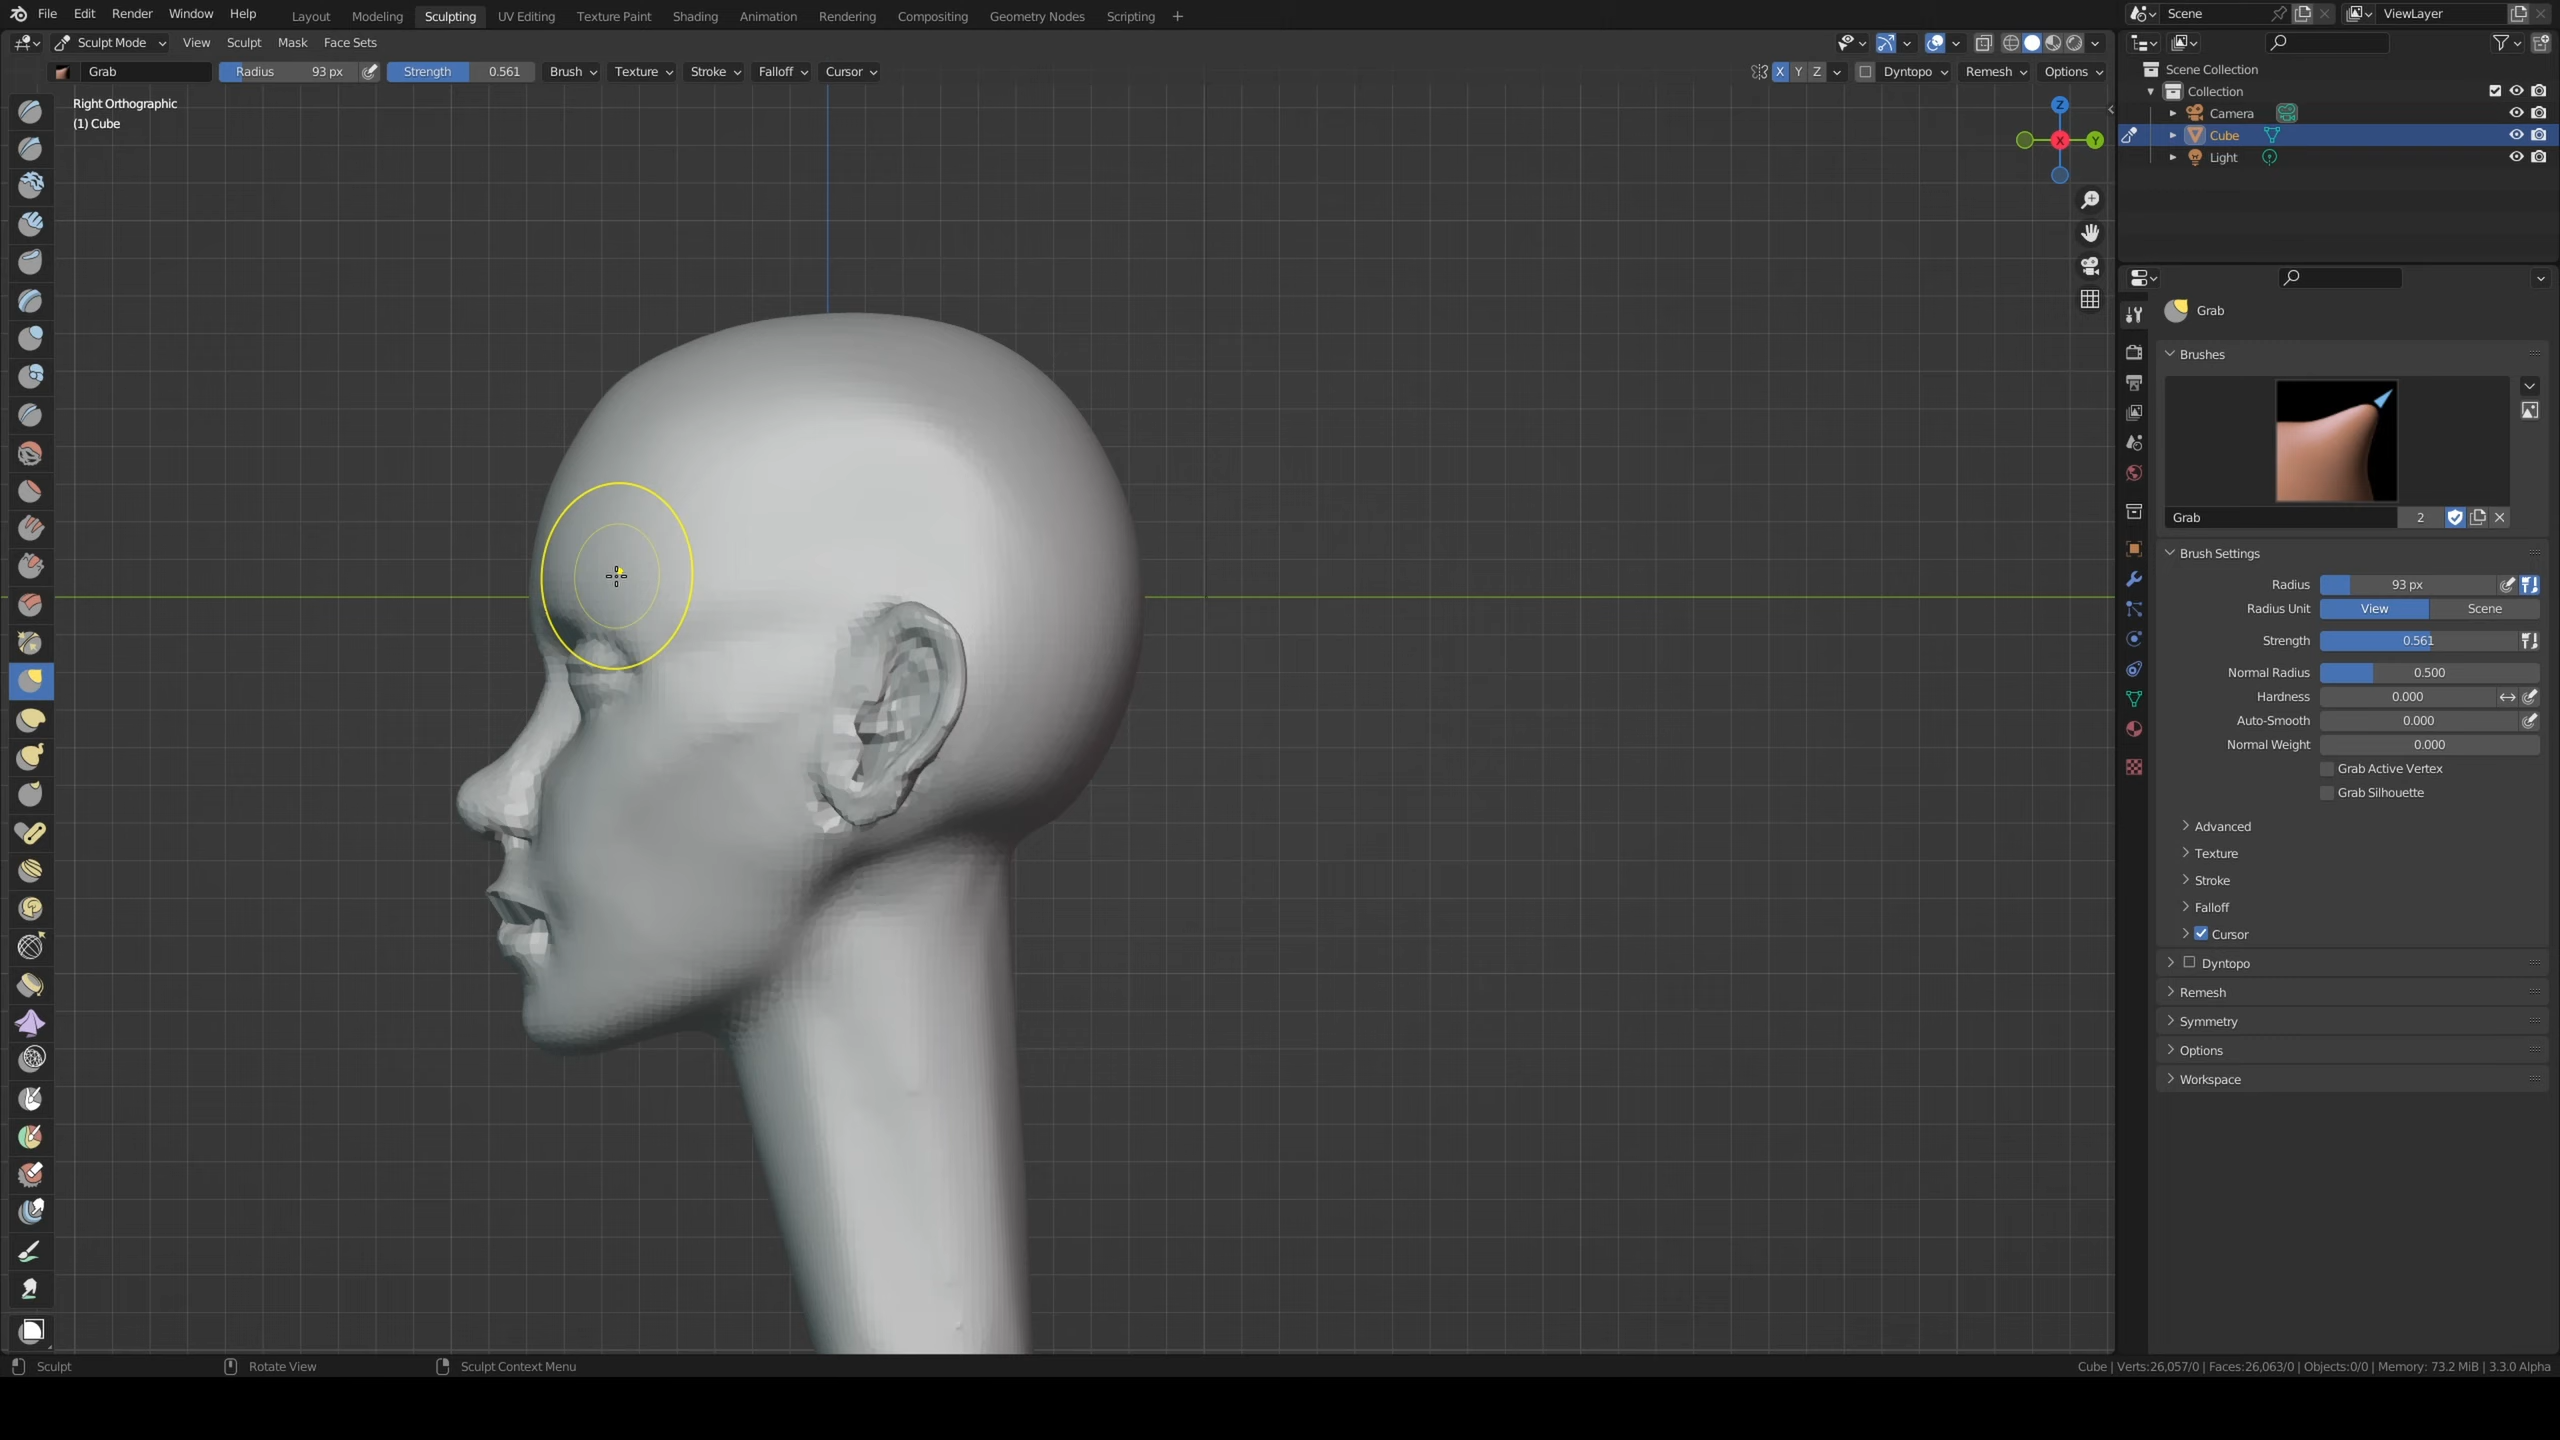 File Edit Render Window Help Layout Modeling Sculpting UV Editing Texture Paint Shading Animation Rendering Compositing Geometry Nodes Scripting +
Scene ViewLayer
Sculpt Mode View Sculpt Mask Face Sets
Grab Radius 93 px Strength 0.561 Brush Texture Stroke Falloff Cursor
X Y Z Dyntopo Remesh Options
Right Orthographic
(1) Cube
Z
X
Y
Scene Collection
Collection
Camera
Cube
Light
Grab
Brushes
Grab 2
Brush Settings
Radius 93 px
Radius Unit View Scene
Strength 0.561
Normal Radius 0.500
Hardness 0.000
Auto-Smooth 0.000
Normal Weight 0.000
Grab Active Vertex
Grab Silhouette
Advanced
Texture
Stroke
Falloff
Cursor
Dyntopo
Remesh
Symmetry
Options
Workspace
Sculpt Rotate View Sculpt Context Menu
Cube | Verts:26,057/0 | Faces:26,063/0 | Objects:0/0 | Memory: 73.2 MiB | 3.3.0 Alpha